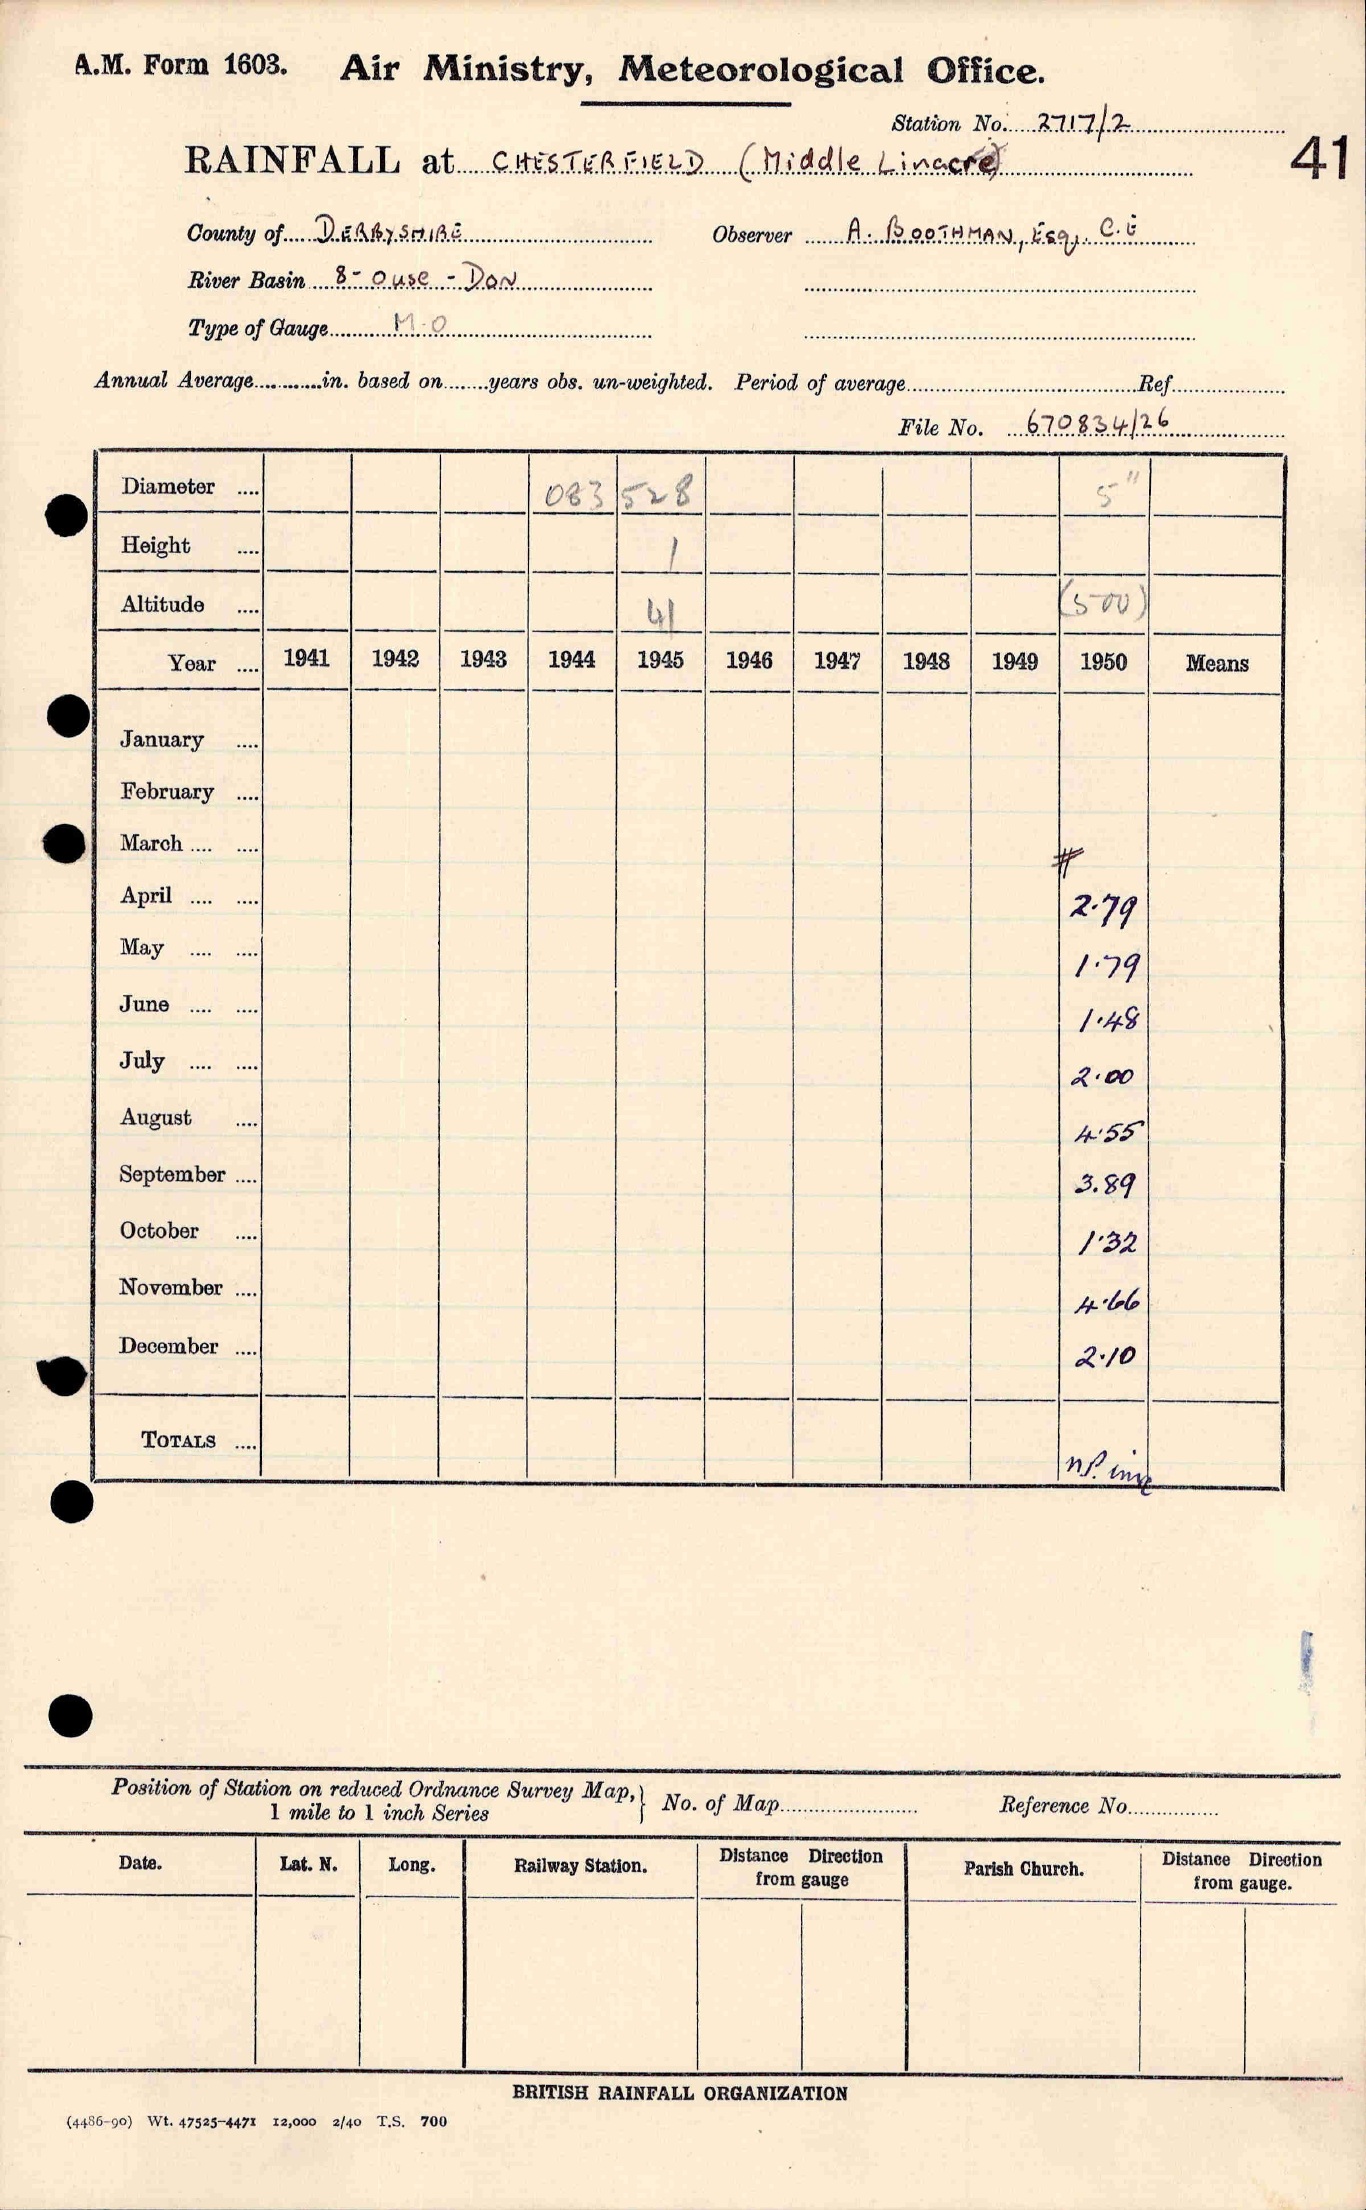 A.M. Form 1603. Air Ministry, Meteorological Office.
Station No. 2717/2
41
RAINFALL at CHESTERFIELD (Middle Linacre)
County of DERBYSHIRE Observer A. BOOTHMAN, ESQ, C.E
River Basin 8- Ouse - DON
Type of Gauge M.O
Annual Average............in. based on........years obs. un-weighted. Period of average............Ref............
File No. 670834/26
Diameter .... 083 528 5"
Height .... 1
Altitude .... 41 (500)
Year .... 1941 1942 1943 1944 1945 1946 1947 1948 1949 1950 Means
January ....
February ....
March .... ....
#
April .... .... 2.79
May .... .... 1.79
June .... .... 1.48
July .... .... 2.00
August .... 4.55
September .... 3.89
October .... 1.32
November .... 4.66
December .... 2.10
TOTALS ....
Position of Station on reduced Ordnance Survey Map, } No. of Map............ Reference No............
1 mile to 1 inch Series
Date. Lat. N. Long. Railway Station. Distance Direction from gauge Parish Church. Distance Direction from gauge.
BRITISH RAINFALL ORGANIZATION
(4486-90) Wt. 47525-4471 12,000 2/40 T.S. 700